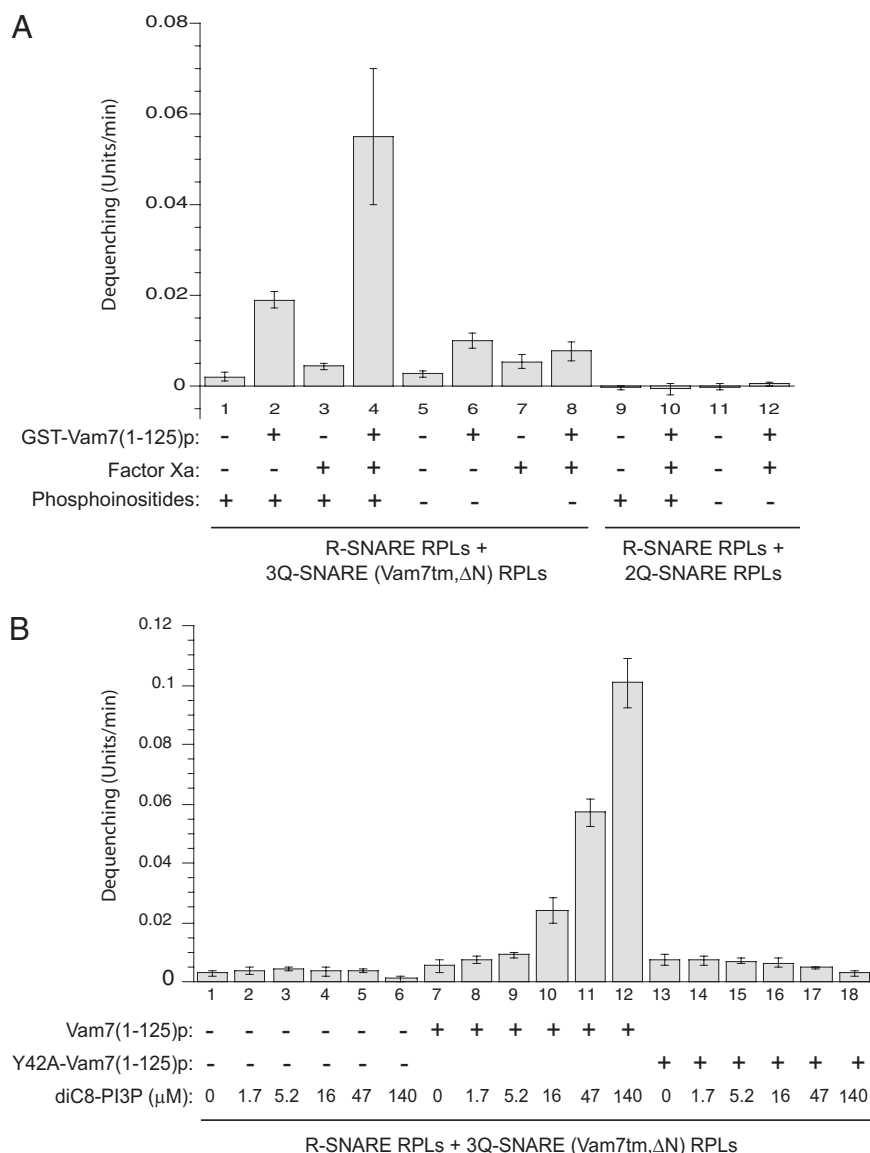 A
Dequenching (Units/min)
0.08
0.06
0.04
0.02
0
1 2 3 4 5 6 7 8 9 10 11 12
GST-Vam7(1-125)p: - + - + - + - + - + - +
Factor Xa: - - + + - - + + - + - +
Phosphoinositides: + + + + - - - + + - -
R-SNARE RPLs + R-SNARE RPLs +
3Q-SNARE (Vam7tm,ΔN) RPLs 2Q-SNARE RPLs
B
Dequenching (Units/min)
0.12
0.1
0.08
0.06
0.04
0.02
0
1 2 3 4 5 6 7 8 9 10 11 12 13 14 15 16 17 18
Vam7(1-125)p: - - - - - - + + + + + +
Y42A-Vam7(1-125)p: - - - - - - + + + + + +
diC8-PI3P (μM): 0 1.7 5.2 16 47 140 0 1.7 5.2 16 47 140 0 1.7 5.2 16 47 140
R-SNARE RPLs + 3Q-SNARE (Vam7tm,ΔN) RPLs